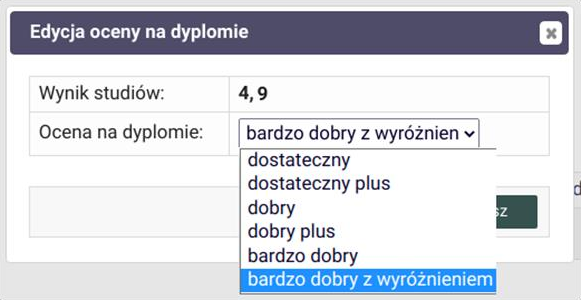 Edycja oceny na dyplomie
Wynik studiów: 4,9
Ocena na dyplomie: bardzo dobry z wyróżnien
dostateczny
dostateczny plus
dobry
dobry plus
sz
bardzo dobry
bardzo dobry z wyróżnieniem